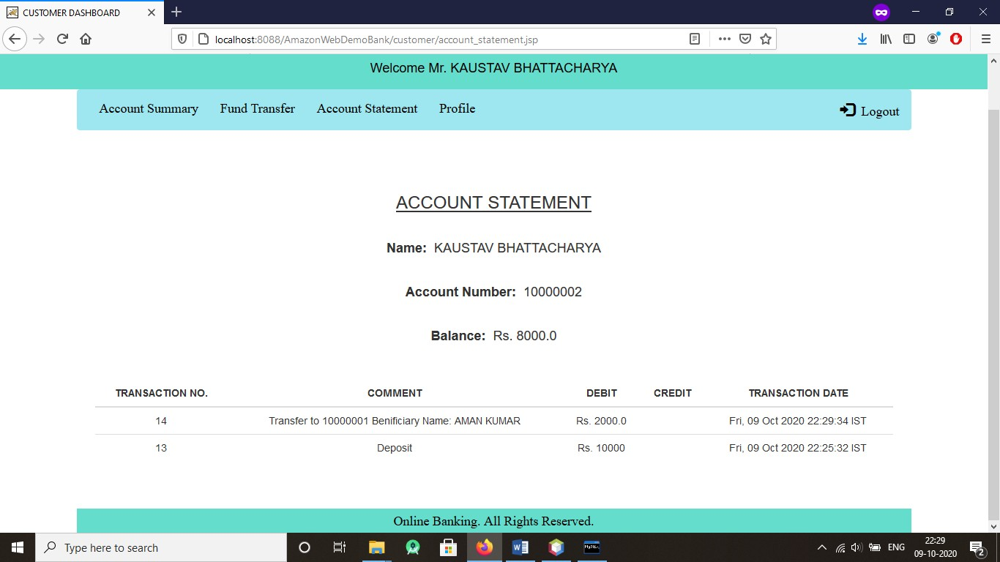 CUSTOMER DASHBOARD
localhost:8088/AmazonWebDemoBank/customer/account_statement.jsp
Welcome Mr. KAUSTAV BHATTACHARYA
Account Summary Fund Transfer Account Statement Profile Logout
ACCOUNT STATEMENT
Name: KAUSTAV BHATTACHARYA
Account Number: 10000002
Balance: Rs. 8000.0
TRANSACTION NO. COMMENT DEBIT CREDIT TRANSACTION DATE
14 Transfer to 10000001 Benificiary Name: AMAN KUMAR Rs. 2000.0 Fri, 09 Oct 2020 22:29:34 IST
13 Deposit Rs. 10000 Fri, 09 Oct 2020 22:25:32 IST
Online Banking. All Rights Reserved.
Type here to search
ENG
22:29
09-10-2020
2
MySQL